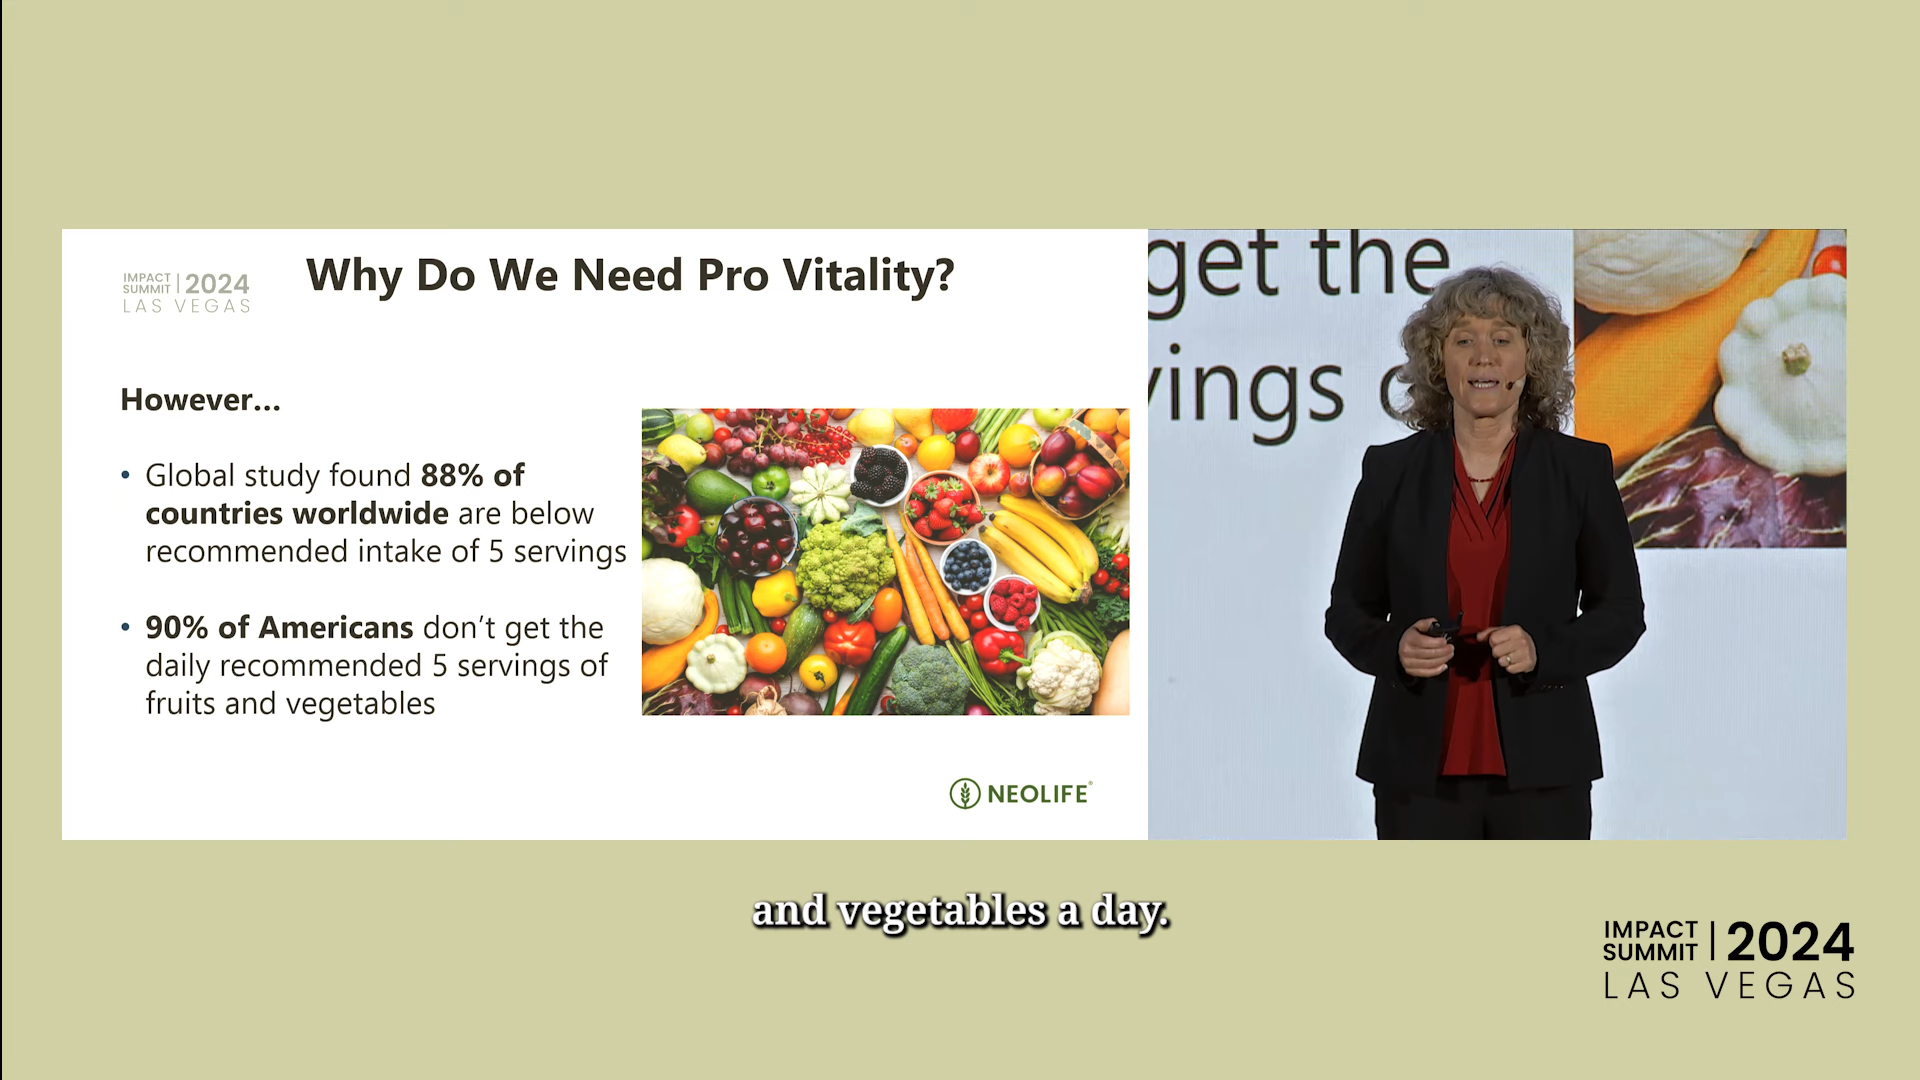 IMPACT
SUMMIT | 2024
LAS VEGAS
Why Do We Need Pro Vitality?
However...
• Global study found 88% of
countries worldwide are below
recommended intake of 5 servings
• 90% of Americans don’t get the
daily recommended 5 servings of
fruits and vegetables
NEOLIFE®
get the
vings o
and vegetables a day.
IMPACT
SUMMIT | 2024
LAS VEGAS